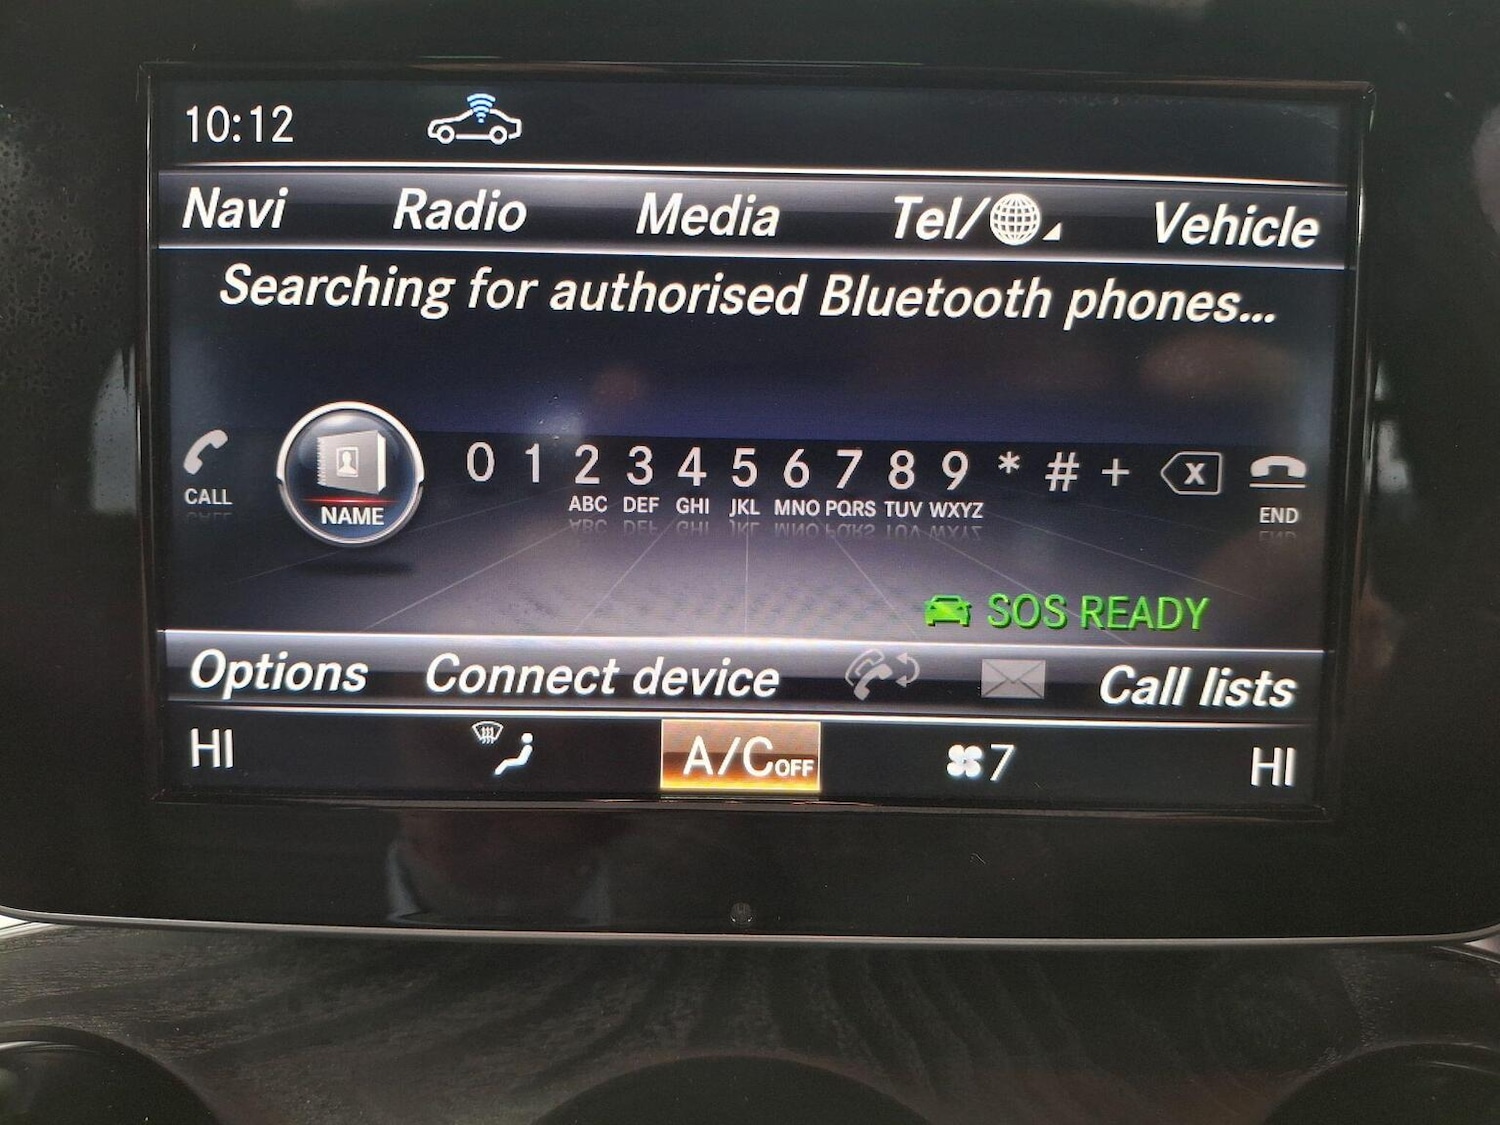 10:12
Navi Radio Media Tel/ Vehicle
Searching for authorised Bluetooth phones...
0 1 2 3 4 5 6 7 8 9 * # + x
CALL NAME ABC DEF GHI JKL MNO PQRS TUV WXYZ END
SOS READY
Options Connect device Call lists
HI A/C OFF 7 HI